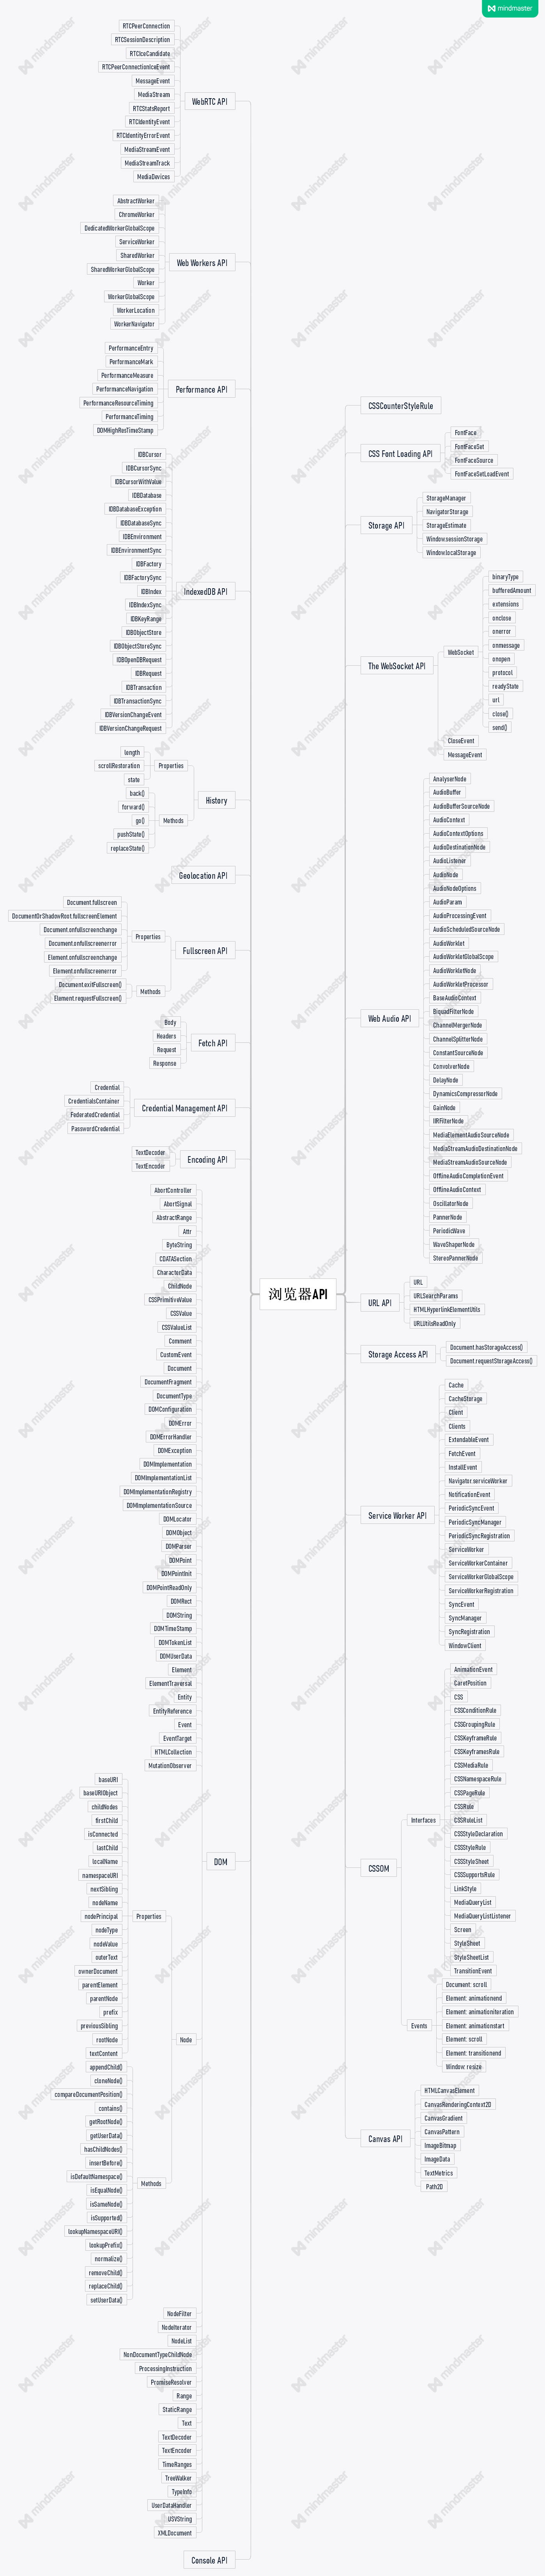 mindmaster
RTCPeerConnection
RTCSessionDescription
RTCIceCandidate
RTCPeerConnectionIceEvent
MessageEvent
MediaStream
RTCStatsReport
RTCIdentityEvent
RTCIdentityErrorEvent
MediaStreamEvent
MediaStreamTrack
MediaDevices
WebRTC API
AbstractWorker
ChromeWorker
DedicatedWorkerGlobalScope
ServiceWorker
SharedWorker
SharedWorkerGlobalScope
Worker
WorkerGlobalScope
WorkerLocation
WorkerNavigator
Web Workers API
PerformanceEntry
PerformanceMark
PerformanceMeasure
PerformanceNavigation
PerformanceResourceTiming
PerformanceTiming
DOMHighResTimeStamp
Performance API
IDBCursor
IDBCursorSync
IDBCursorWithValue
IDBDatabase
IDBDatabaseException
IDBDatabaseSync
IDBEnvironment
IDBEnvironmentSync
IDBFactory
IDBFactorySync
IDBIndex
IDBIndexSync
IDBKeyRange
IDBObjectStore
IDBObjectStoreSync
IDBOpenDBRequest
IDBRequest
IDBTransaction
IDBTransactionSync
IDBVersionChangeEvent
IDBVersionChangeRequest
IndexedDB API
length
scrollRestoration
state
Properties
back()
forward()
go()
pushState()
replaceState()
Methods
History
Geolocation API
Document.fullscreen
DocumentOrShadowRoot.fullscreenElement
Document.onfullscreenchange
Document.onfullscreenerror
Element.onfullscreenchange
Element.onfullscreenerror
Properties
Document.exitFullscreen()
Element.requestFullscreen()
Methods
Fullscreen API
Body
Headers
Request
Response
Fetch API
Credential
CredentialsContainer
FederatedCredential
PasswordCredential
Credential Management API
TextDecoder
TextEncoder
Encoding API
AbortController
AbortSignal
AbstractRange
Attr
ByteString
CDATASection
CharacterData
ChildNode
CSSPrimitiveValue
CSSValue
CSSValueList
Comment
CustomEvent
Document
DocumentFragment
DocumentType
DOMConfiguration
DOMError
DOMErrorHandler
DOMException
DOMImplementation
DOMImplementationList
DOMImplementationRegistry
DOMImplementationSource
DOMLocator
DOMObject
DOMParser
DOMPoint
DOMPointInit
DOMPointReadOnly
DOMRect
DOMString
DOMTimeStamp
DOMTokenList
DOMUserData
Element
ElementTraversal
Entity
EntityReference
Event
EventTarget
HTMLCollection
MutationObserver
baseURI
baseURIObject
childNodes
firstChild
isConnected
lastChild
localName
namespaceURI
nextSibling
nodeName
nodePrincipal
nodeType
nodeValue
outerText
ownerDocument
parentElement
parentNode
prefix
previousSibling
rootNode
textContent
Properties
appendChild()
cloneNode()
compareDocumentPosition()
contains()
getRootNode()
getUserData()
hasChildNodes()
insertBefore()
isDefaultNamespace()
isEqualNode()
isSameNode()
isSupported()
lookupNamespaceURI()
lookupPrefix()
normalize()
removeChild()
replaceChild()
setUserData()
Methods
Node
NodeFilter
NodeIterator
NodeList
NonDocumentTypeChildNode
ProcessingInstruction
PromiseResolver
Range
StaticRange
Text
TextDecoder
TextEncoder
TimeRanges
TreeWalker
TypeInfo
UserDataHandler
USVString
XMLDocument
DOM
Console API
浏览器API
CSSCounterStyleRule
CSS Font Loading API
FontFace
FontFaceSet
FontFaceSource
FontFaceSetLoadEvent
Storage API
StorageManager
NavigatorStorage
StorageEstimate
Window.sessionStorage
Window.localStorage
The WebSocket API
WebSocket
binaryType
bufferedAmount
extensions
onclose
onerror
onmessage
onopen
protocol
readyState
url
close()
send()
CloseEvent
MessageEvent
Web Audio API
AnalyserNode
AudioBuffer
AudioBufferSourceNode
AudioContext
AudioContextOptions
AudioDestinationNode
AudioListener
AudioNode
AudioNodeOptions
AudioParam
AudioProcessingEvent
AudioScheduledSourceNode
AudioWorklet
AudioWorkletGlobalScope
AudioWorkletNode
AudioWorkletProcessor
BaseAudioContext
BiquadFilterNode
ChannelMergerNode
ChannelSplitterNode
ConstantSourceNode
ConvolverNode
DelayNode
DynamicsCompressorNode
GainNode
IIRFilterNode
MediaElementAudioSourceNode
MediaStreamAudioDestinationNode
MediaStreamAudioSourceNode
OfflineAudioCompletionEvent
OfflineAudioContext
OscillatorNode
PannerNode
PeriodicWave
WaveShaperNode
StereoPannerNode
URL API
URL
URLSearchParams
HTMLHyperlinkElementUtils
URLUtilsReadOnly
Storage Access API
Document.hasStorageAccess()
Document.requestStorageAccess()
Service Worker API
Cache
CacheStorage
Client
Clients
ExtendableEvent
FetchEvent
InstallEvent
Navigator.serviceWorker
NotificationEvent
PeriodicSyncEvent
PeriodicSyncManager
PeriodicSyncRegistration
ServiceWorker
ServiceWorkerContainer
ServiceWorkerGlobalScope
ServiceWorkerRegistration
SyncEvent
SyncManager
SyncRegistration
WindowClient
CSSOM
Interfaces
AnimationEvent
CaretPosition
CSS
CSSConditionRule
CSSGroupingRule
CSSKeyframeRule
CSSKeyframesRule
CSSMediaRule
CSSNamespaceRule
CSSPageRule
CSSRule
CSSRuleList
CSSStyleDeclaration
CSSStyleRule
CSSStyleSheet
CSSSupportsRule
LinkStyle
MediaQueryList
MediaQueryListListener
Screen
StyleSheet
StyleSheetList
TransitionEvent
Events
Document: scroll
Element: animationend
Element: animationiteration
Element: animationstart
Element: scroll
Element: transitionend
Window: resize
Canvas API
HTMLCanvasElement
CanvasRenderingContext2D
CanvasGradient
CanvasPattern
ImageBitmap
ImageData
TextMetrics
Path2D